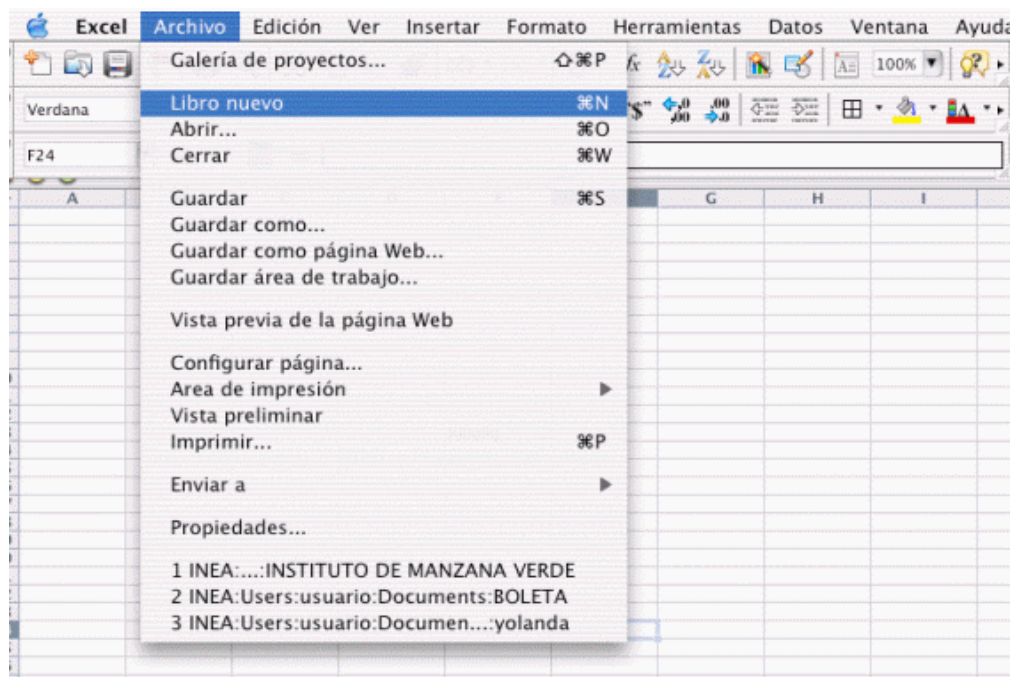 Excel Archivo Edición Ver Insertar Formato Herramientas Datos Ventana Ayuda
Galería de proyectos... ⇧⌘P
100%
Libro nuevo ⌘N
Verdana
Abrir... ⌘O
F24
Cerrar ⌘W
A G H I
Guardar ⌘S
Guardar como...
Guardar como página Web...
Guardar área de trabajo...
Vista previa de la página Web
Configurar página...
Area de impresión
Vista preliminar
Imprimir... ⌘P
Enviar a
Propiedades...
1 INEA:...:INSTITUTO DE MANZANA VERDE
2 INEA:Users:usuario:Documents:BOLETA
3 INEA:Users:usuario:Documen...:yolanda